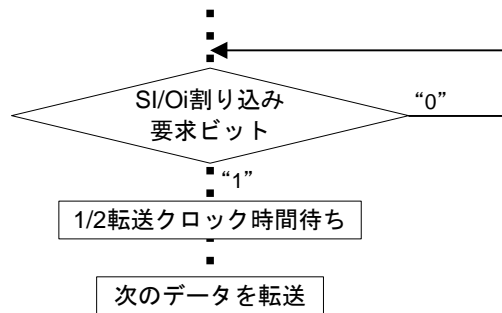 SI/Oi割り込み
要求ビット
“0”
“1”
1/2転送クロック時間待ち
次のデータを転送